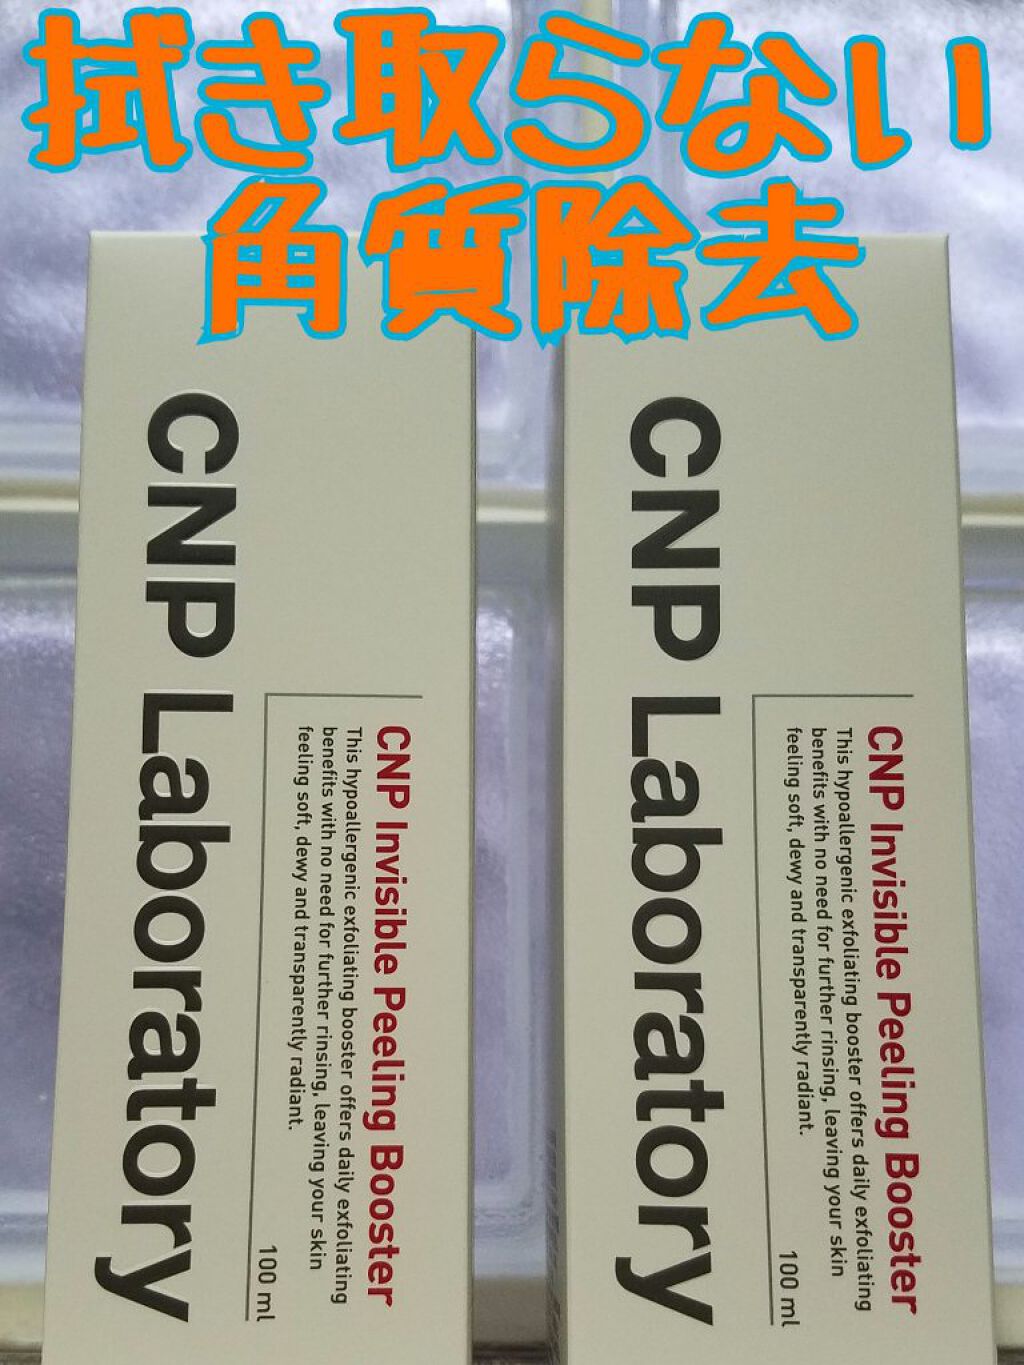 拭き取らない
角質除去
CNP Laboratory
CNP Invisible Peeling Booster
This hypoallergenic exfoliating booster offers daily exfoliating
benefits with no need for further rinsing, leaving your skin
feeling soft, dewy and transparently radiant.
100 ml
CNP Laboratory
CNP Invisible Peeling Booster
This hypoallergenic exfoliating booster offers daily exfoliating
benefits with no need for further rinsing, leaving your skin
feeling soft, dewy and transparently radiant.
100 ml